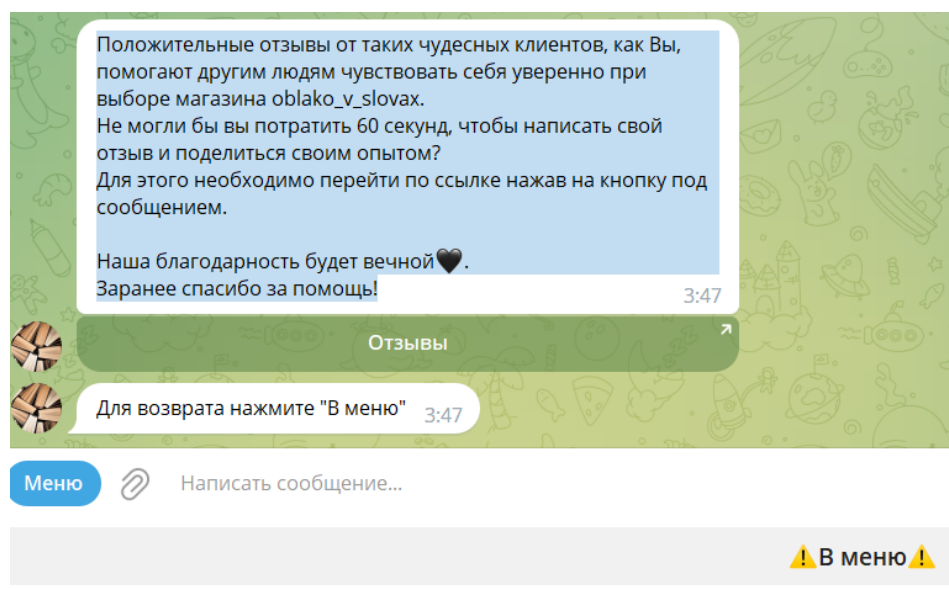 Положительные отзывы от таких чудесных клиентов, как Вы,
помогают другим людям чувствовать себя уверенно при
выборе магазина oblako_v_slovax.
Не могли бы вы потратить 60 секунд, чтобы написать свой
отзыв и поделиться своим опытом?
Для этого необходимо перейти по ссылке нажав на кнопку под
сообщением.
Наша благодарность будет вечной🖤.
Заранее спасибо за помощь!
3:47
Отзывы
Для возврата нажмите "В меню" 3:47
Меню Написать сообщение...
⚠️В меню⚠️